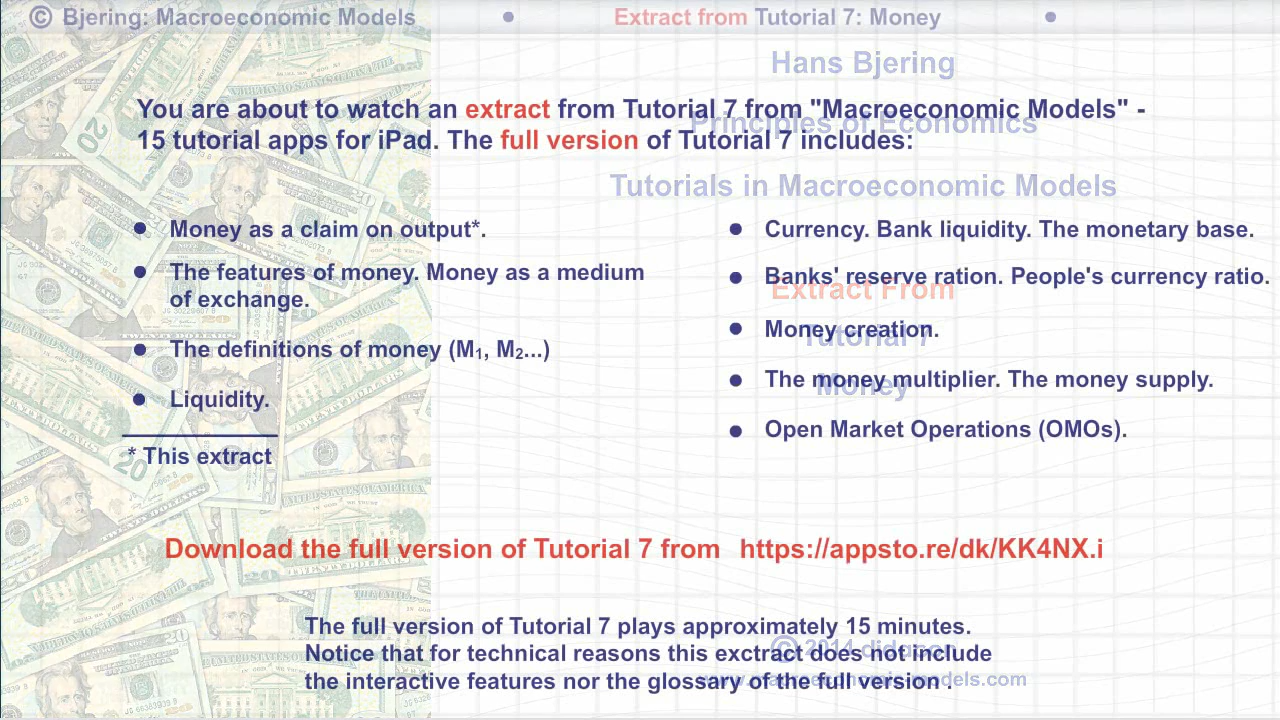 © Bjering: Macroeconomic Models • Extract from Tutorial 7: Money •
Hans Bjering
You are about to watch an extract from Tutorial 7 from "Macroeconomic Models" -
Principles of Economics
15 tutorial apps for iPad. The full version of Tutorial 7 includes:
Tutorials in Macroeconomic Models
• Money as a claim on output*.
• The features of money. Money as a medium
of exchange.
• The definitions of money (M1, M2...)
• Liquidity.
* This extract
• Currency. Bank liquidity. The monetary base.
• Banks' reserve ration. People's currency ratio.
Extract From
• Money creation.
Tutorial 7
• The money multiplier. The money supply.
Money
• Open Market Operations (OMOs).
Download the full version of Tutorial 7 from https://appsto.re/dk/KK4NX.i
The full version of Tutorial 7 plays approximately 15 minutes.
© 2014
Notice that for technical reasons this exctract does not include
the interactive features nor the glossary of the full version .